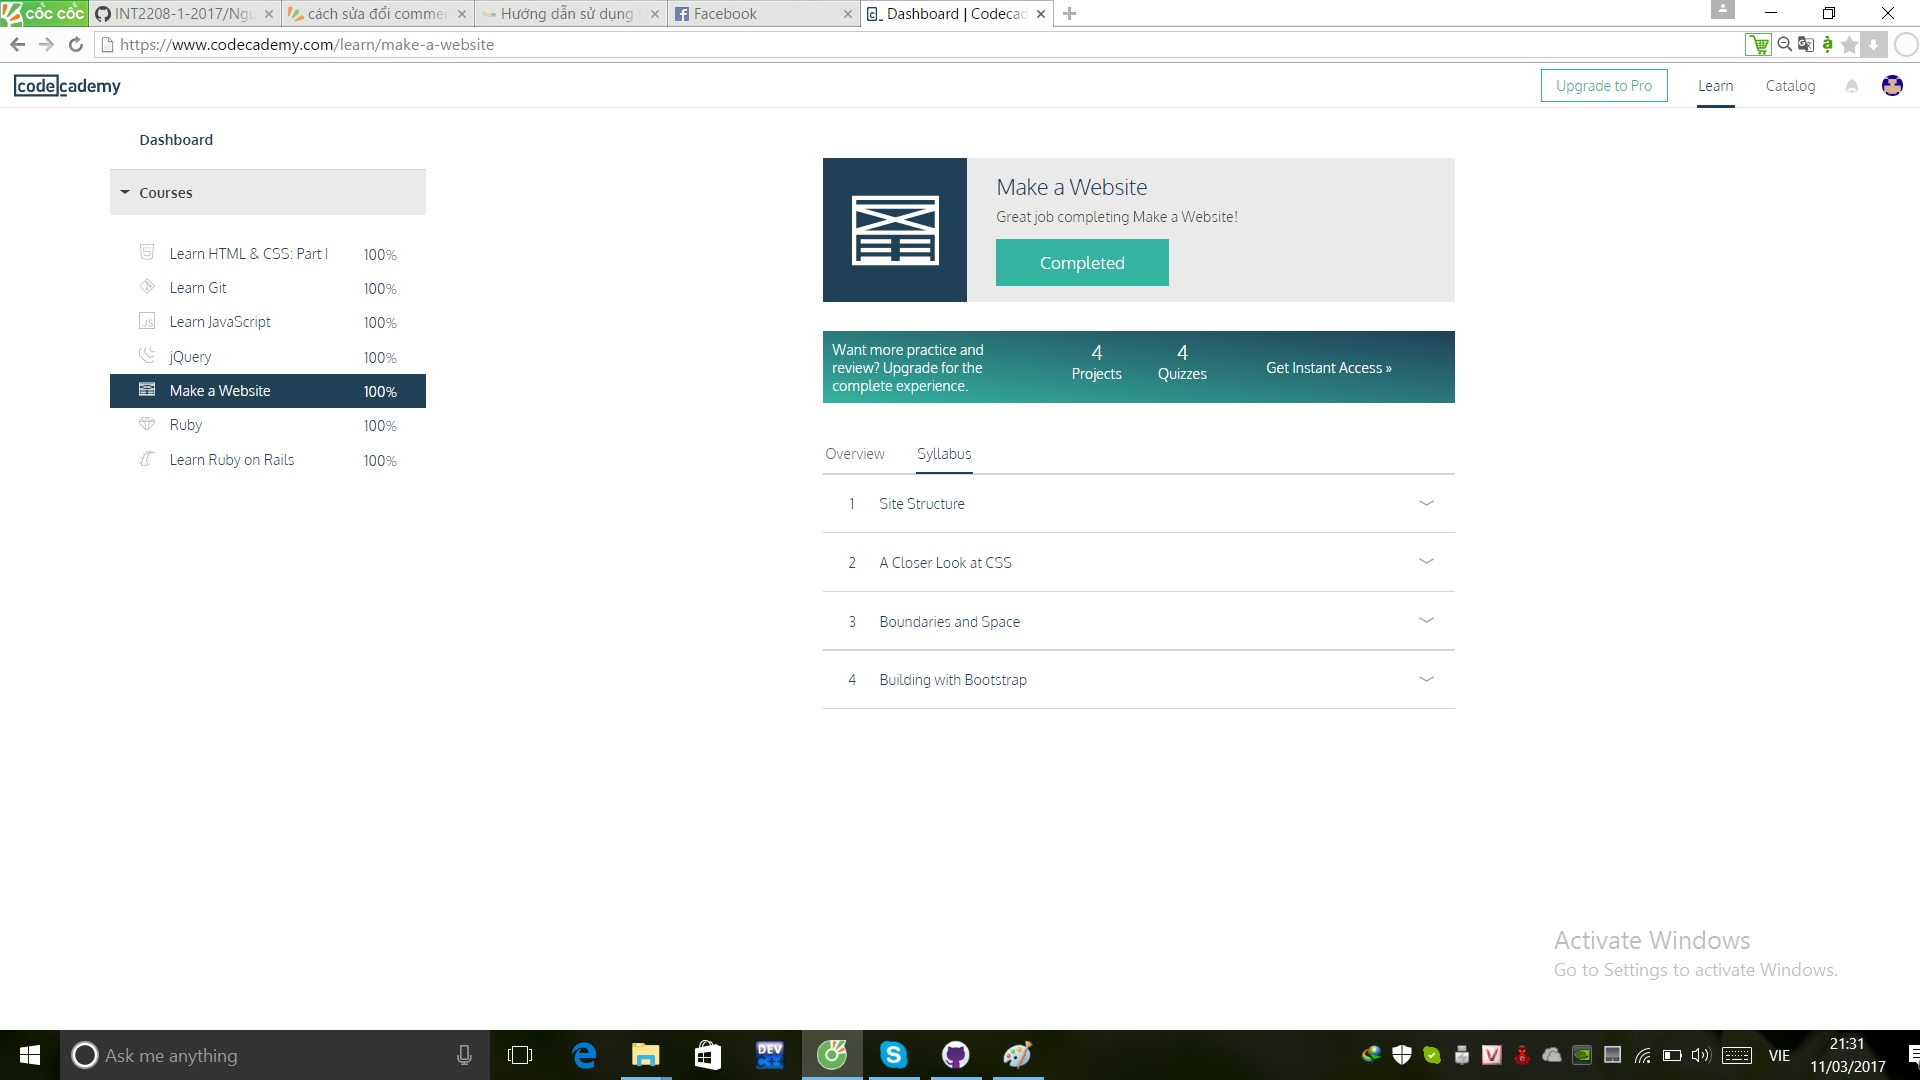 cốc cốc
INT2208-1-2017/Ngu
cách sửa đổi commen
Hướng dẫn sử dụng
Facebook
Dashboard | Codecad
https://www.codecademy.com/learn/make-a-website
codecademy
Upgrade to Pro
Learn
Catalog
Dashboard
Courses
Learn HTML & CSS: Part I 100%
Learn Git 100%
Learn JavaScript 100%
jQuery 100%
Make a Website 100%
Ruby 100%
Learn Ruby on Rails 100%
Make a Website
Great job completing Make a Website!
Completed
Want more practice and
review? Upgrade for the
complete experience.
4
Projects
4
Quizzes
Get Instant Access »
Overview
Syllabus
1 Site Structure
2 A Closer Look at CSS
3 Boundaries and Space
4 Building with Bootstrap
Activate Windows
Go to Settings to activate Windows.
Ask me anything
DEV
VIE
21:31
11/03/2017